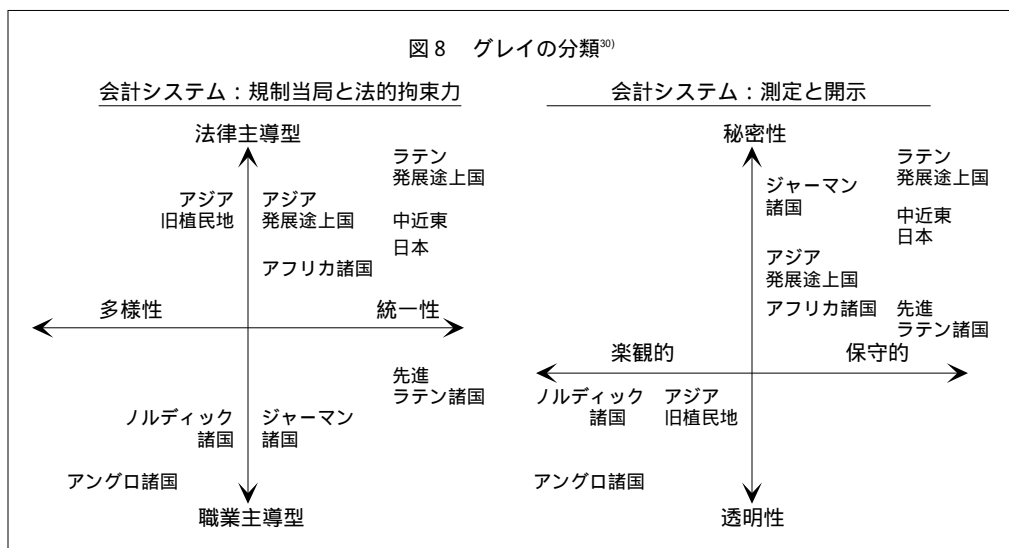 図8 グレイの分類30)
会計システム：規制当局と法的拘束力
法律主導型
ラテン
発展途上国
アジア
旧植民地
アジア
発展途上国
中近東
日本
アフリカ諸国
多様性
統一性
先進
ラテン諸国
ノルディック
諸国
ジャーマン
諸国
アングロ諸国
職業主導型
会計システム：測定と開示
秘密性
ラテン
発展途上国
ジャーマン
諸国
中近東
日本
アジア
発展途上国
アフリカ諸国
先進
ラテン諸国
楽観的
保守的
ノルディック
諸国
アジア
旧植民地
アングロ諸国
透明性